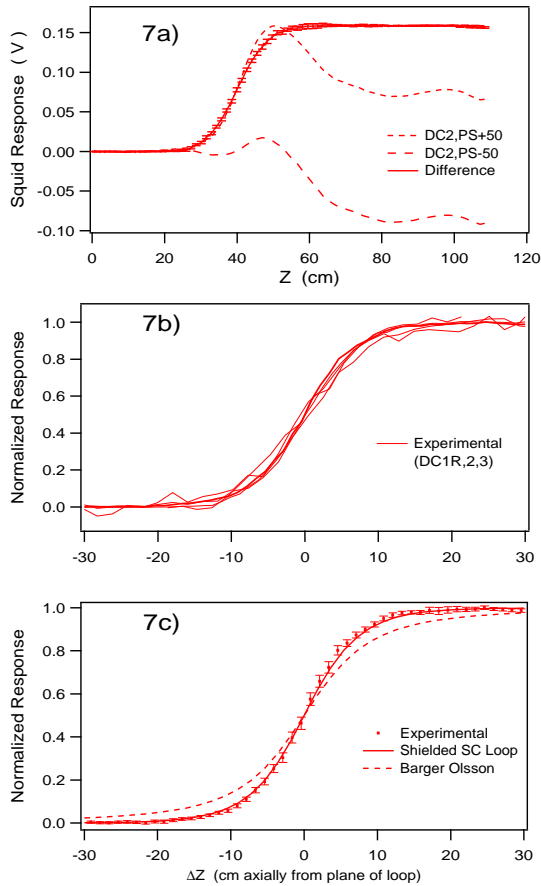 7a)
0.15
0.10
0.05
0.00
-0.05
-0.10
Squid Response ( V )
DC2,PS+50
DC2,PS-50
Difference
0 20 40 60 80 100 120
Z (cm)
7b)
1.0
0.8
0.6
0.4
0.2
0.0
Normalized Response
Experimental
(DC1R,2,3)
-30 -20 -10 0 10 20 30
7c)
1.0
0.8
0.6
0.4
0.2
0.0
Normalized Response
Experimental
Shielded SC Loop
Barger Olsson
-30 -20 -10 0 10 20 30
ΔZ (cm axially from plane of loop)